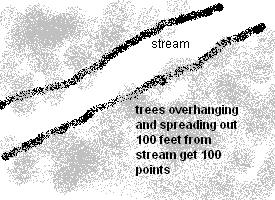 stream
trees overhanging
and spreading out
100 feet from
stream get 100
points